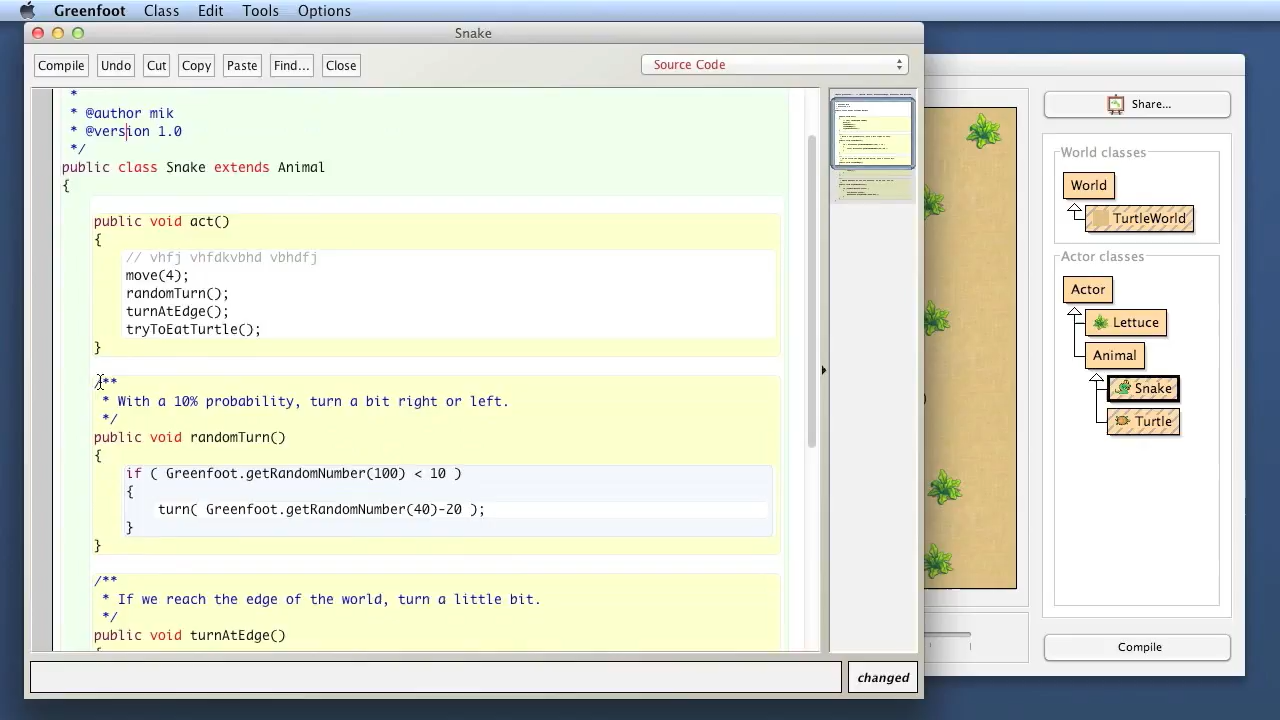 Greenfoot Class Edit Tools Options
Snake
Compile Undo Cut Copy Paste Find... Close Source Code
*
* @author mik
* @version 1.0
*/
public class Snake extends Animal
{
public void act()
{
// vhfj vhfdkvbhd vbhdfj
move(4);
randomTurn();
turnAtEdge();
tryToEatTurtle();
}
/**
* With a 10% probability, turn a bit right or left.
*/
public void randomTurn()
{
if ( Greenfoot.getRandomNumber(100) < 10 )
{
turn( Greenfoot.getRandomNumber(40)-20 );
}
}
/**
* If we reach the edge of the world, turn a little bit.
*/
public void turnAtEdge()
changed
Share...
World classes
World
TurtleWorld
Actor classes
Actor
Lettuce
Animal
Snake
Turtle
Compile